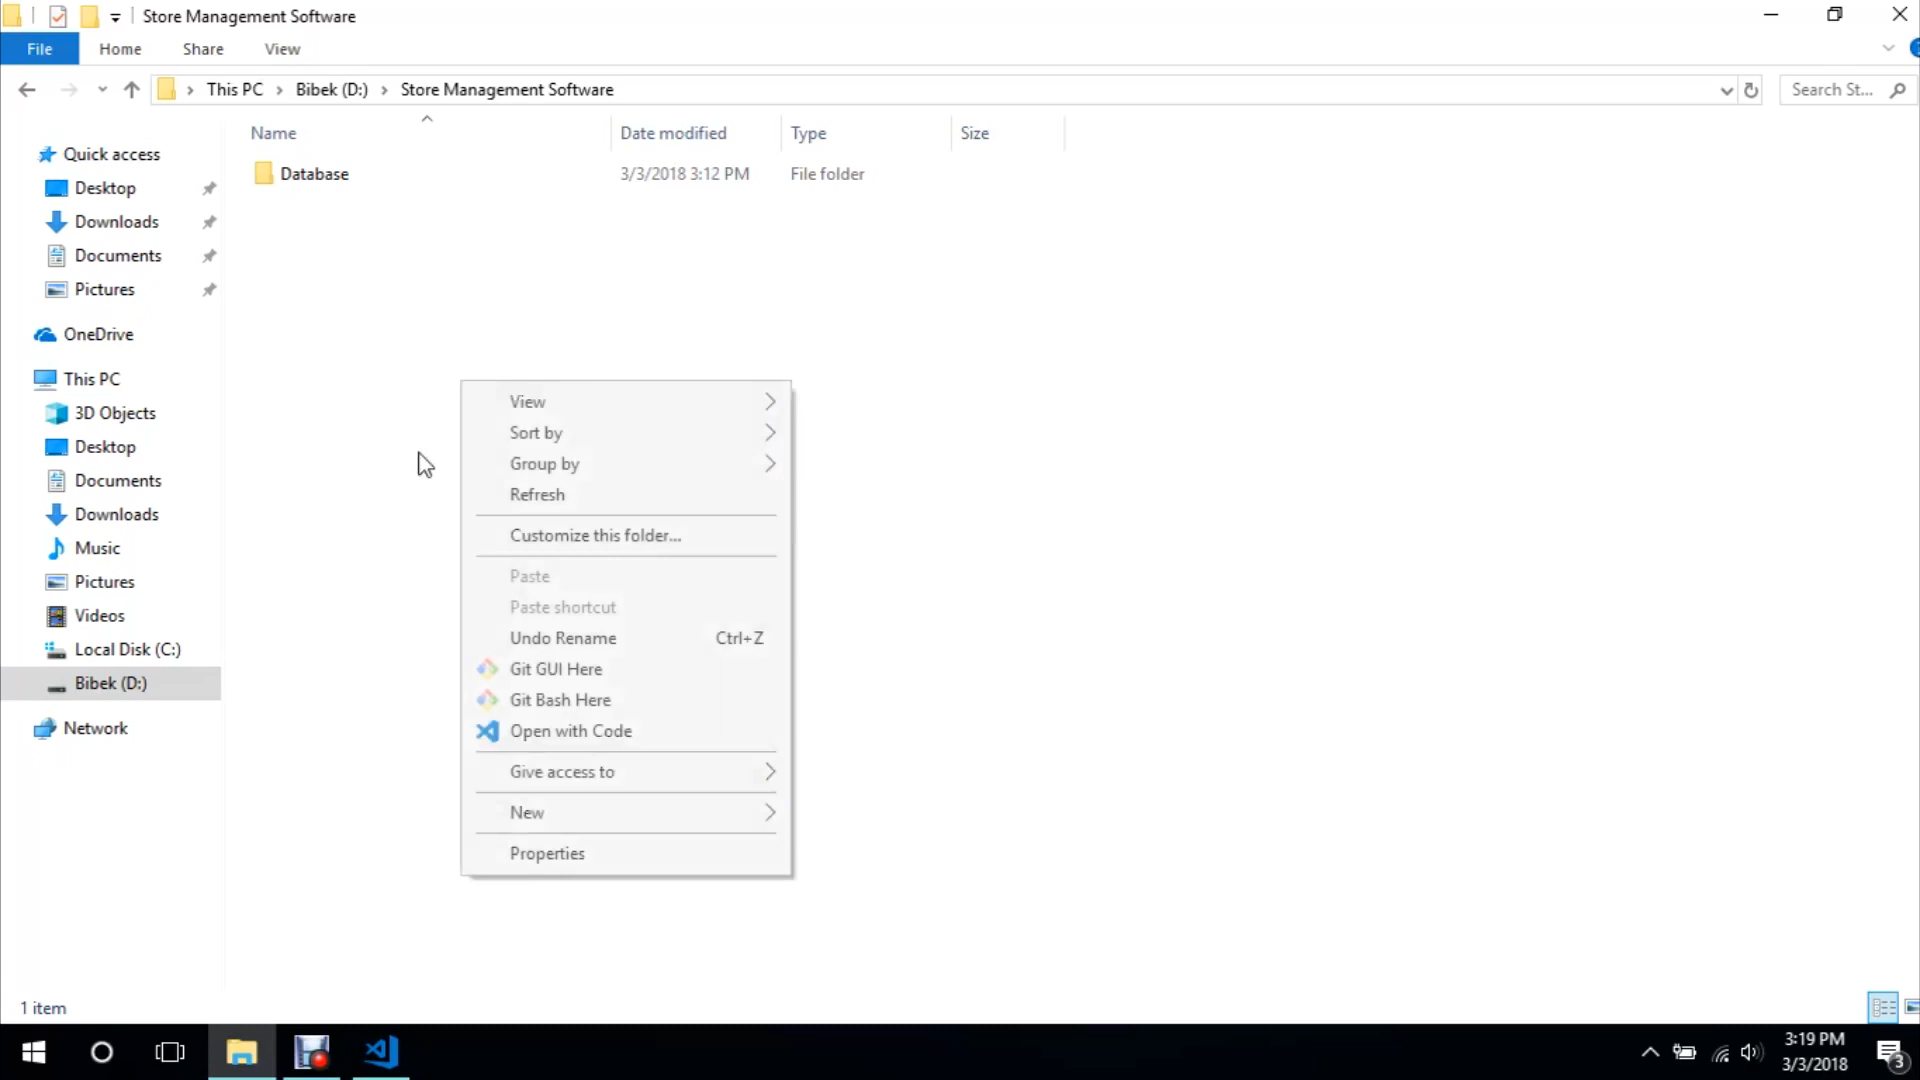 Store Management Software
File Home Share View
This PC Bibek (D:) Store Management Software
Search St...
Name Date modified Type Size
Database 3/3/2018 3:12 PM File folder
Quick access
Desktop
Downloads
Documents
Pictures
OneDrive
This PC
3D Objects
Desktop
Documents
Downloads
Music
Pictures
Videos
Local Disk (C:)
Bibek (D:)
Network
View
Sort by
Group by
Refresh
Customize this folder...
Paste
Paste shortcut
Undo Rename Ctrl+Z
Git GUI Here
Git Bash Here
Open with Code
Give access to
New
Properties
1 item
3:19 PM
3/3/2018
3